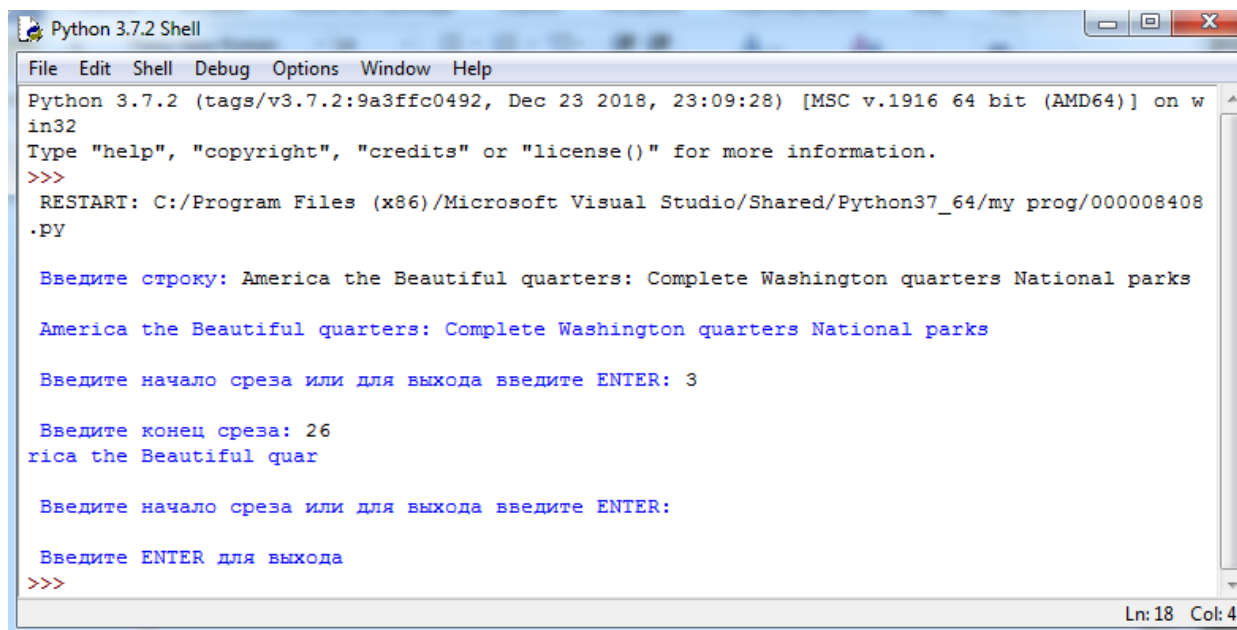 Python 3.7.2 Shell
File Edit Shell Debug Options Window Help
Python 3.7.2 (tags/v3.7.2:9a3ffc0492, Dec 23 2018, 23:09:28) [MSC v.1916 64 bit (AMD64)] on w
in32
Type "help", "copyright", "credits" or "license()" for more information.
>>>
RESTART: C:/Program Files (x86)/Microsoft Visual Studio/Shared/Python37_64/my prog/000008408
.py
Введите строку: America the Beautiful quarters: Complete Washington quarters National parks
America the Beautiful quarters: Complete Washington quarters National parks
Введите начало среза или для выхода введите ENTER: 3
Введите конец среза: 26
rica the Beautiful quar
Введите начало среза или для выхода введите ENTER:
Введите ENTER для выхода
>>>
Ln: 18 Col: 4